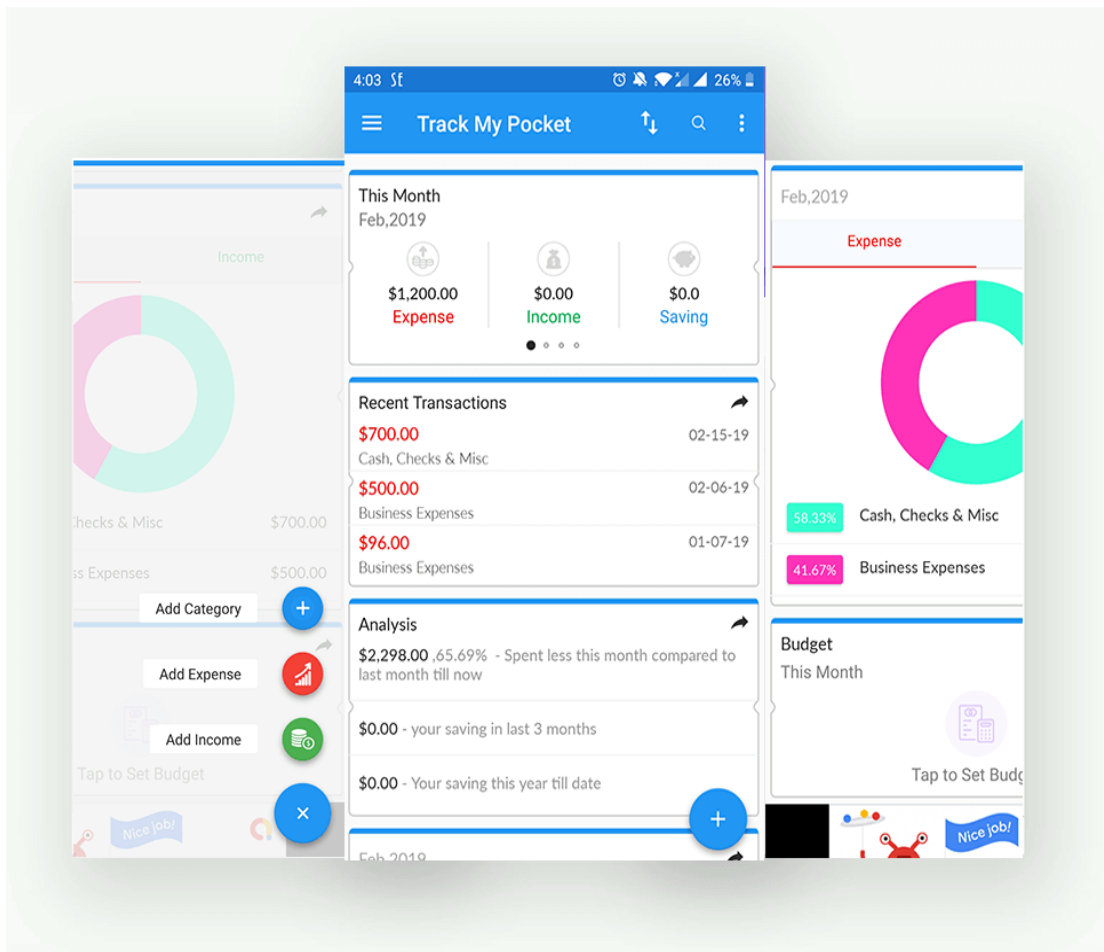 4:03 SE 26%
Track My Pocket
This Month
Feb,2019
$1,200.00 $0.00 $0.0
Expense Income Saving
Recent Transactions
$700.00 02-15-19
Cash, Checks & Misc
$500.00 02-06-19
Business Expenses
$96.00 01-07-19
Business Expenses
Analysis
$2,298.00 ,65.69% - Spent less this month compared to
last month till now
$0.00 - your saving in last 3 months
$0.00 - Your saving this year till date
Feb,2019
Income
Checks & Misc $700.00
ss Expenses $500.00
Add Category
Add Expense
Add Income
Tap to Set Budget
Nice job!
Feb,2019
Expense
58.33% Cash, Checks & Misc
41.67% Business Expenses
Budget
This Month
Tap to Set Budg
Nice job!